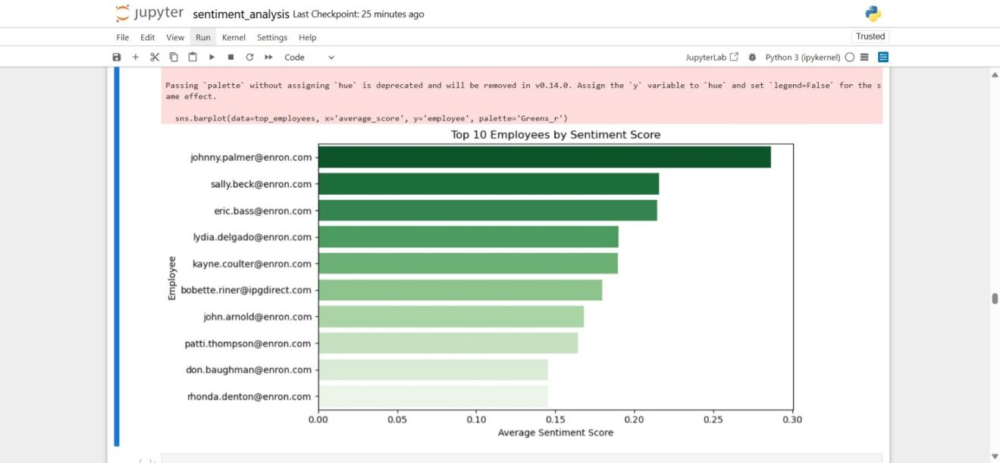 jupyter sentiment_analysis Last Checkpoint: 25 minutes ago
File Edit View Run Kernel Settings Help
Trusted
Code
JupyterLab Python 3 (ipykernel)
Passing `palette` without assigning `hue` is deprecated and will be removed in v0.14.0. Assign the `y` variable to `hue` and set `legend=False` for the s
ame effect.
sns.barplot(data=top_employees, x='average_score', y='employee', palette='Greens_r')
Top 10 Employees by Sentiment Score
johnny.palmer@enron.com
sally.beck@enron.com
eric.bass@enron.com
lydia.delgado@enron.com
kayne.coulter@enron.com
bobette.riner@ipgdirect.com
john.arnold@enron.com
patti.thompson@enron.com
don.baughman@enron.com
rhonda.denton@enron.com
Employee
0.00 0.05 0.10 0.15 0.20 0.25 0.30
Average Sentiment Score
[ ]: